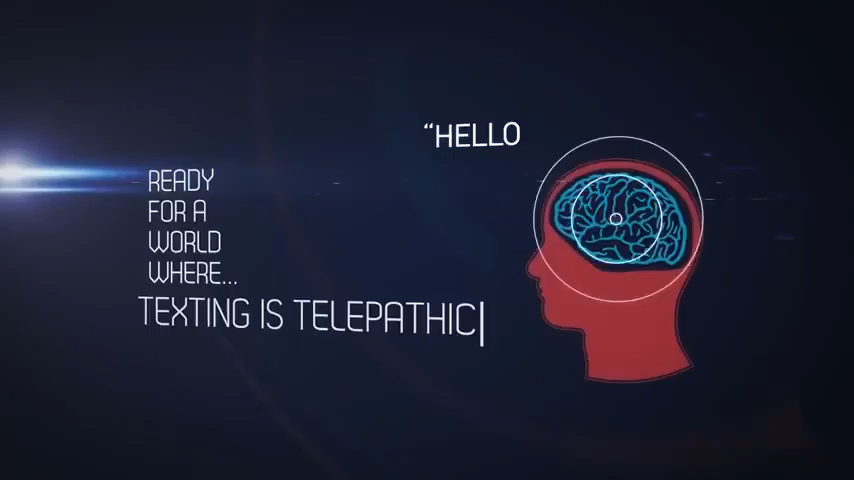 "HELLO
READY
FOR A
WORLD
WHERE...
TEXTING IS TELEPATHIC